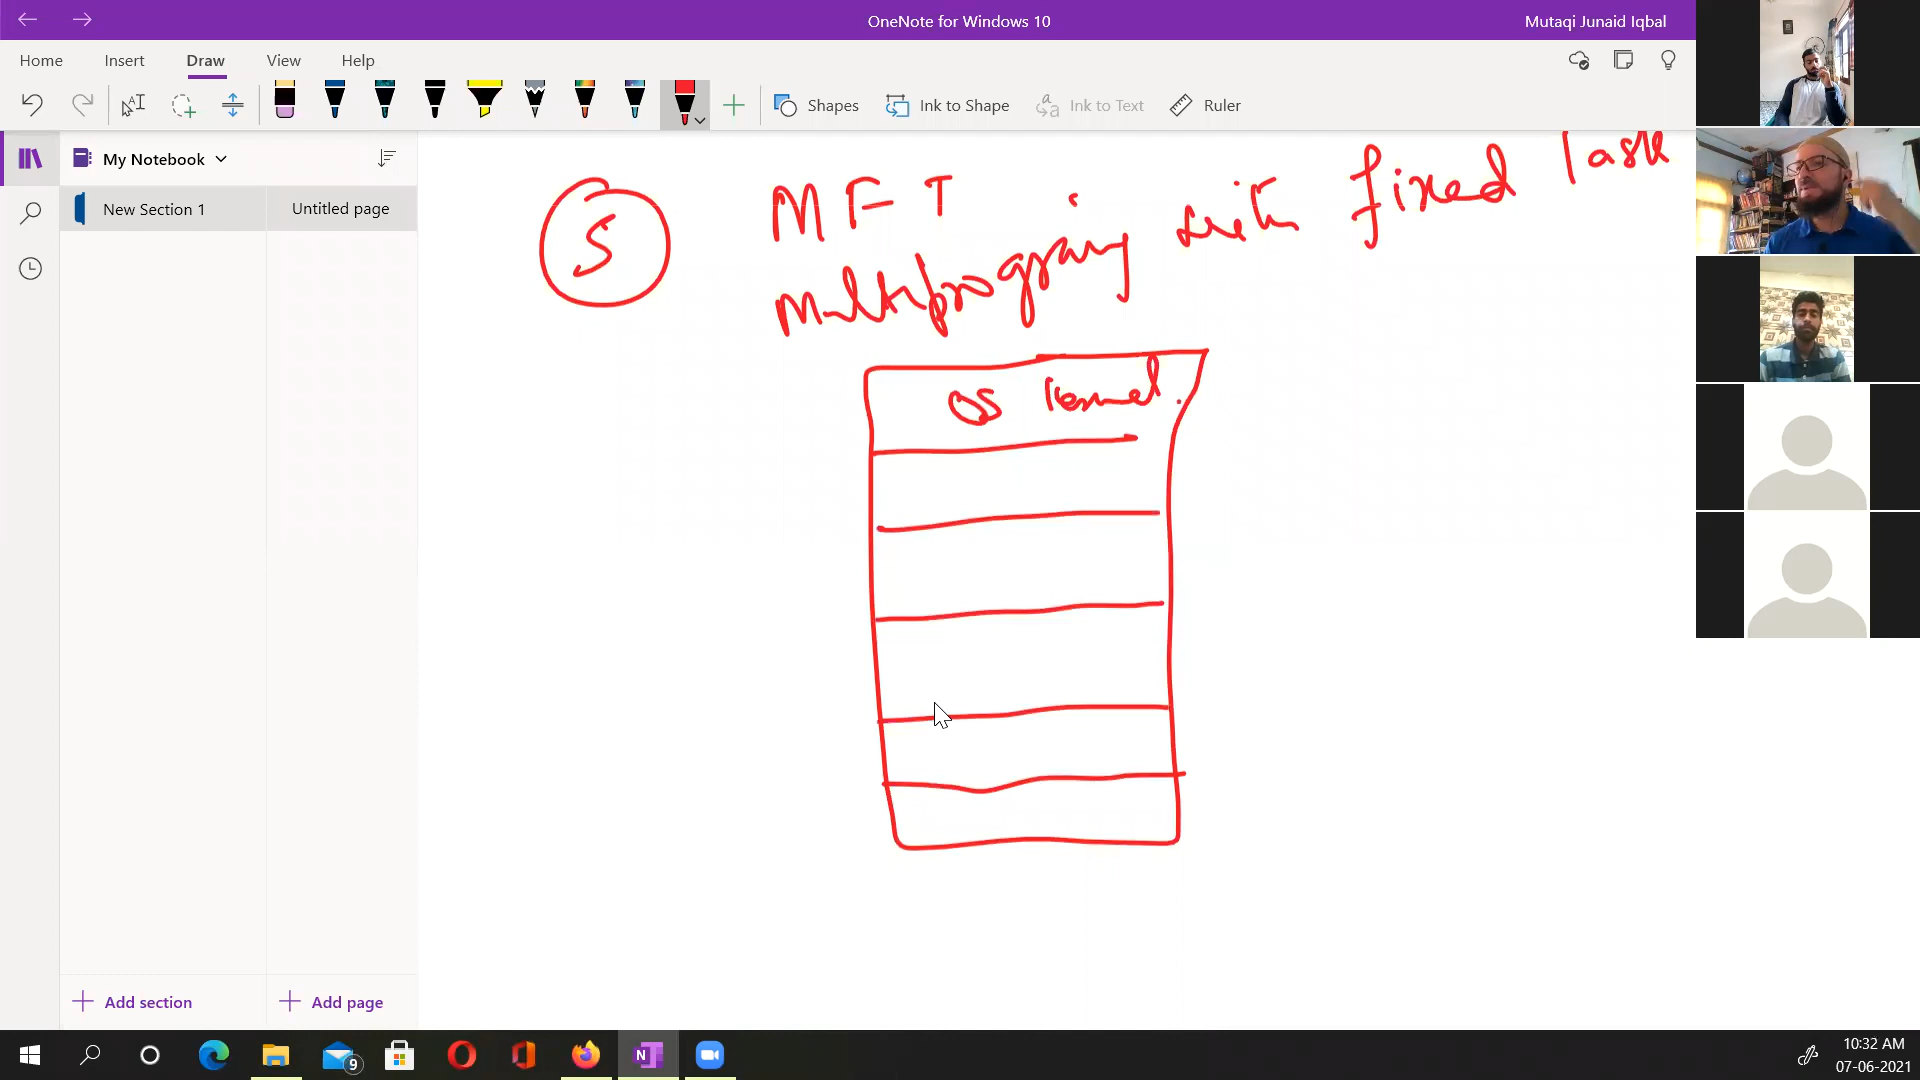 OneNote for Windows 10
Mutaqi Junaid Iqbal
Home Insert Draw View Help
Shapes Ink to Shape Ink to Text Ruler
My Notebook
New Section 1
Untitled page
5
MFT
Multiprograming with fixed Task
OS Kernel.
Add section
Add page
9
N
10:32 AM
07-06-2021